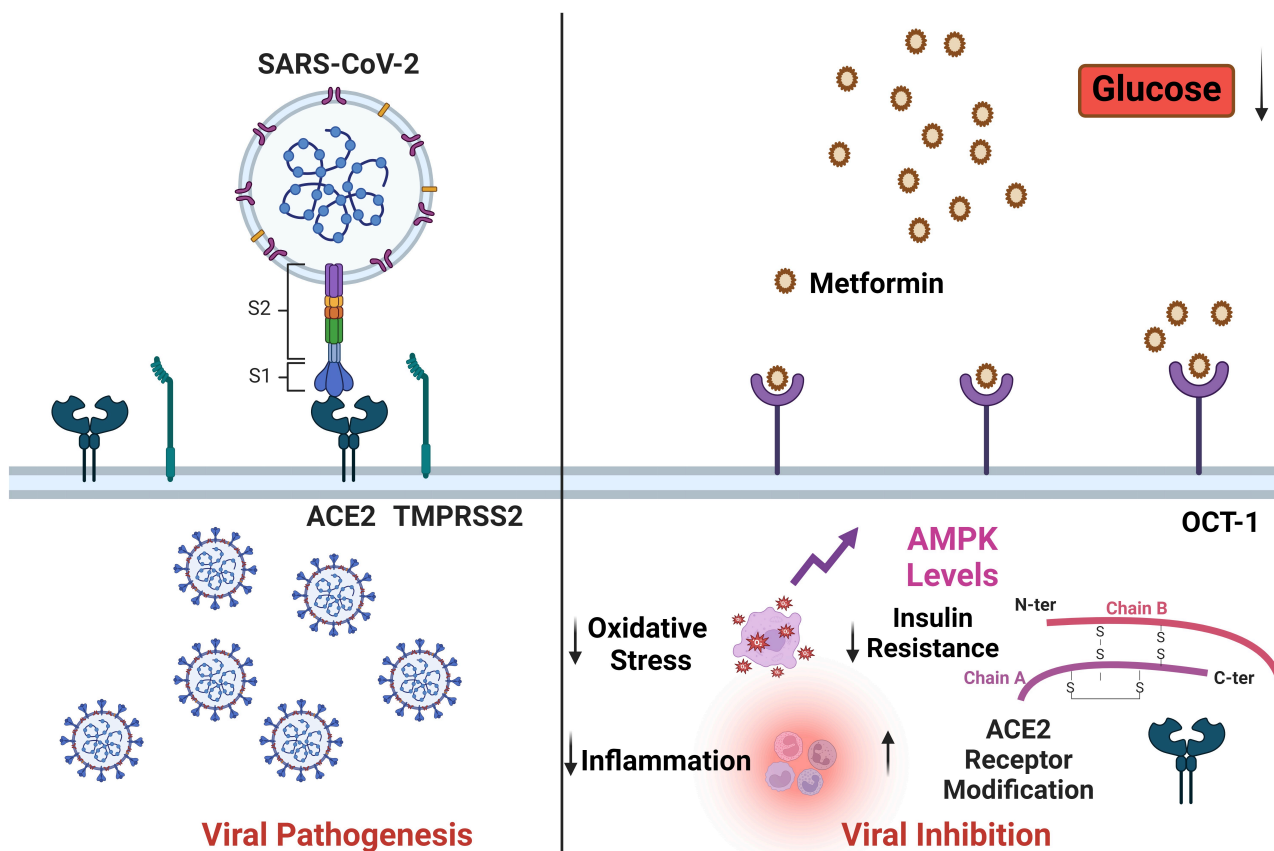 SARS-CoV-2
S2
S1
ACE2 TMPRSS2
Viral Pathogenesis
Glucose
Metformin
OCT-1
AMPK
Levels
Oxidative
Stress
Insulin
Resistance
N-ter
Chain B
S
S
S
S
Chain A
C-ter
S
S
Inflammation
ACE2
Receptor
Modification
Viral Inhibition